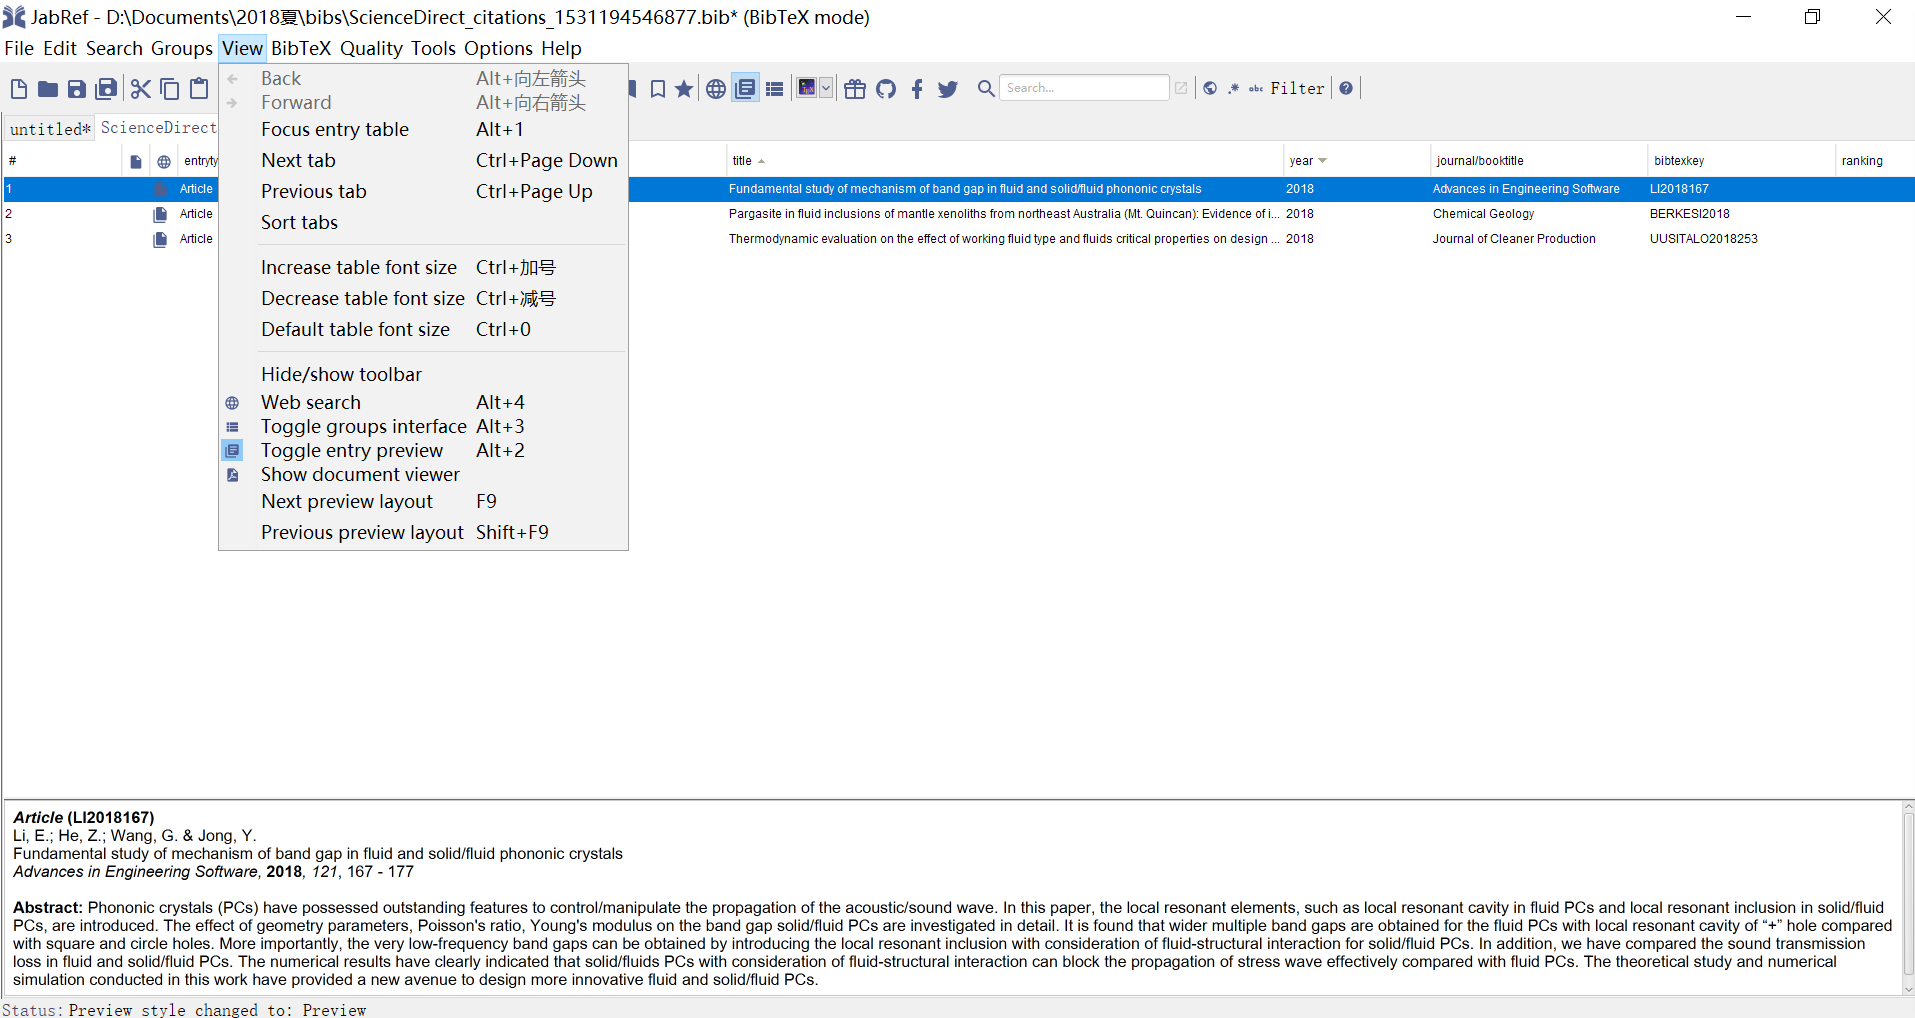 JabRef - D:\Documents\2018夏\bibs\ScienceDirect_citations_1531194546877.bib* (BibTeX mode)
File Edit Search Groups View BibTeX Quality Tools Options Help
Back Alt+向左箭头
Forward Alt+向右箭头
Focus entry table Alt+1
Next tab Ctrl+Page Down
Previous tab Ctrl+Page Up
Sort tabs
Increase table font size Ctrl+加号
Decrease table font size Ctrl+减号
Default table font size Ctrl+0
Hide/show toolbar
Web search Alt+4
Toggle groups interface Alt+3
Toggle entry preview Alt+2
Show document viewer
Next preview layout F9
Previous preview layout Shift+F9
Search...
abc Filter
untitled* ScienceDirect
# entryty title year journal/booktitle bibtexkey ranking
1 Article Fundamental study of mechanism of band gap in fluid and solid/fluid phononic crystals 2018 Advances in Engineering Software LI2018167
2 Article Pargasite in fluid inclusions of mantle xenoliths from northeast Australia (Mt. Quincan): Evidence of i... 2018 Chemical Geology BERKESI2018
3 Article Thermodynamic evaluation on the effect of working fluid type and fluids critical properties on design ... 2018 Journal of Cleaner Production UUSITALO2018253
Article (LI2018167)
Li, E.; He, Z.; Wang, G. & Jong, Y.
Fundamental study of mechanism of band gap in fluid and solid/fluid phononic crystals
Advances in Engineering Software, 2018, 121, 167 - 177
Abstract: Phononic crystals (PCs) have possessed outstanding features to control/manipulate the propagation of the acoustic/sound wave. In this paper, the local resonant elements, such as local resonant cavity in fluid PCs and local resonant inclusion in solid/fluid
PCs, are introduced. The effect of geometry parameters, Poisson's ratio, Young's modulus on the band gap solid/fluid PCs are investigated in detail. It is found that wider multiple band gaps are obtained for the fluid PCs with local resonant cavity of “+” hole compared
with square and circle holes. More importantly, the very low-frequency band gaps can be obtained by introducing the local resonant inclusion with consideration of fluid-structural interaction for solid/fluid PCs. In addition, we have compared the sound transmission
loss in fluid and solid/fluid PCs. The numerical results have clearly indicated that solid/fluids PCs with consideration of fluid-structural interaction can block the propagation of stress wave effectively compared with fluid PCs. The theoretical study and numerical
simulation conducted in this work have provided a new avenue to design more innovative fluid and solid/fluid PCs.
Status: Preview style changed to: Preview